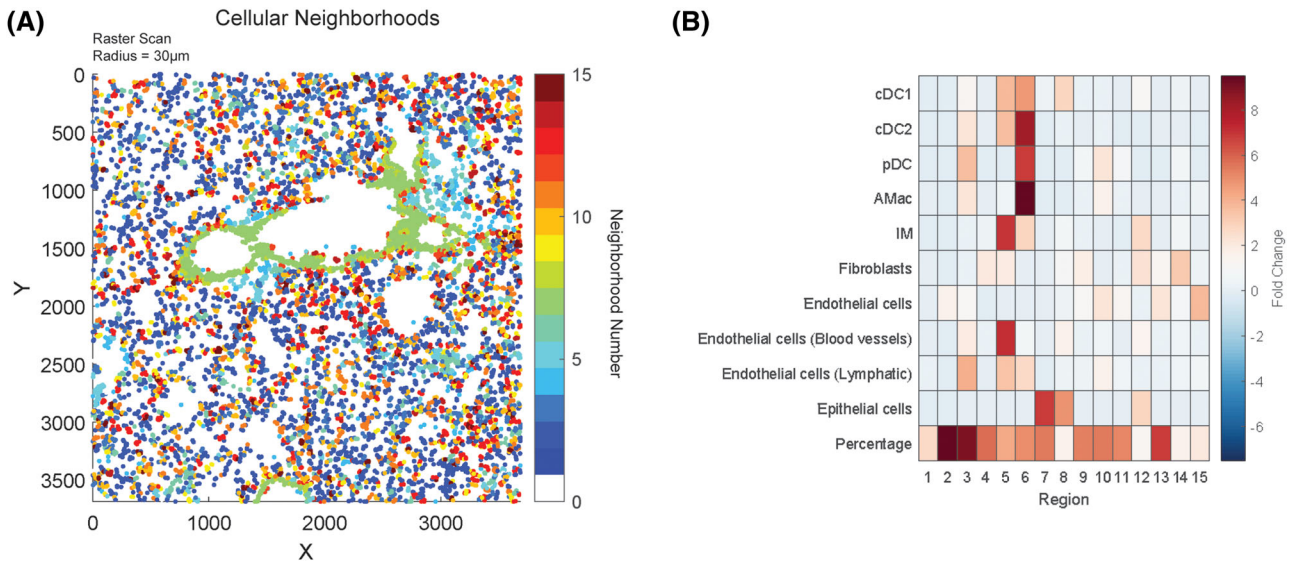 (A)
Cellular Neighborhoods
Raster Scan
Radius = 30μm
0
500
1000
1500
2000
2500
3000
3500
Y
0
1000
2000
3000
X
15
10
5
0
Neighborhood Number
(B)
cDC1
cDC2
pDC
AMac
IM
Fibroblasts
Endothelial cells
Endothelial cells (Blood vessels)
Endothelial cells (Lymphatic)
Epithelial cells
Percentage
1 2 3 4 5 6 7 8 9 10 11 12 13 14 15
Region
8
6
4
2
0
-2
-4
-6
Fold Change